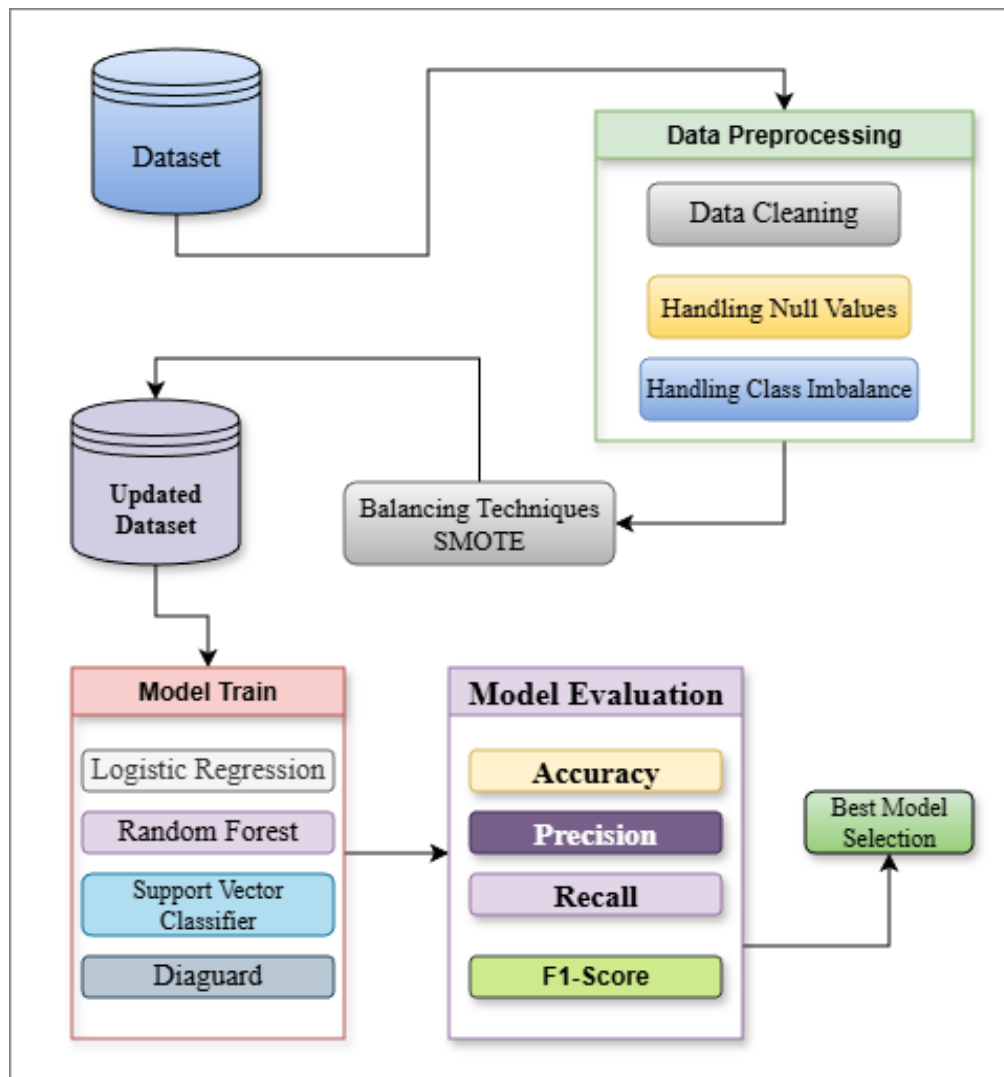 Dataset
Data Preprocessing
Data Cleaning
Handling Null Values
Handling Class Imbalance
Balancing Techniques
SMOTE
Updated
Dataset
Model Train
Logistic Regression
Random Forest
Support Vector
Classifier
Diaguard
Model Evaluation
Accuracy
Precision
Recall
F1-Score
Best Model
Selection